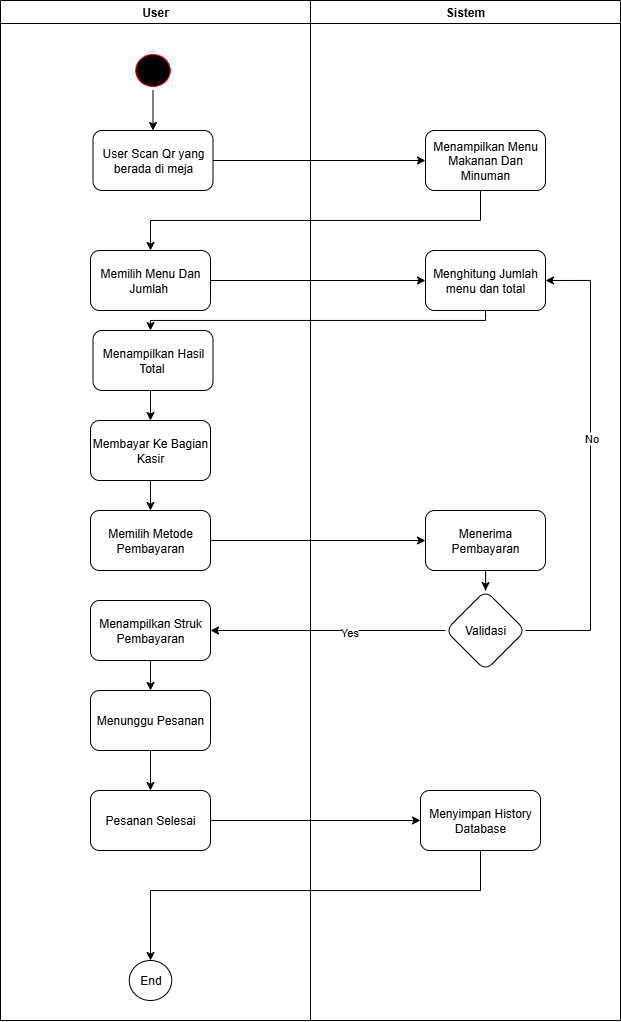 User
Sistem
User Scan Qr yang
berada di meja
Menampilkan Menu
Makanan Dan
Minuman
Memilih Menu Dan
Jumlah
Menghitung Jumlah
menu dan total
Menampilkan Hasil
Total
Membayar Ke Bagian
Kasir
No
Memilih Metode
Pembayaran
Menerima
Pembayaran
Menampilkan Struk
Pembayaran
Yes
Validasi
Menunggu Pesanan
Pesanan Selesai
Menyimpan History
Database
End